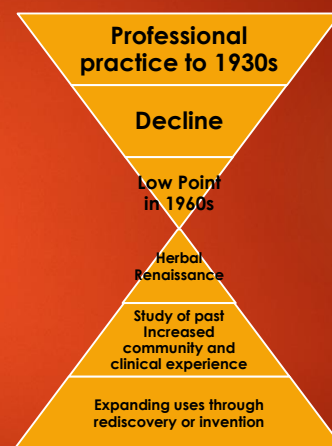 Professional
practice to 1930s
Decline
Low Point
in 1960s
Herbal
Renaissance
Study of past
Increased
community and
clinical experience
Expanding uses through
rediscovery or invention